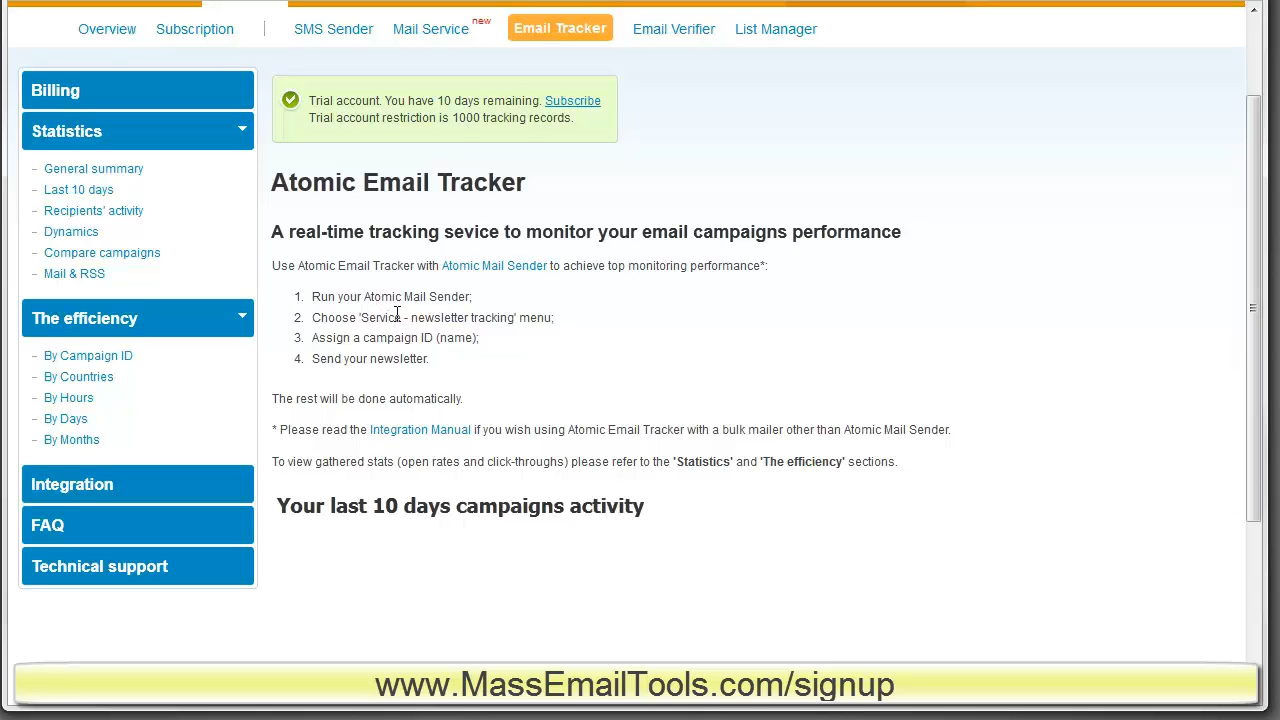 Overview Subscription | SMS Sender Mail Service new Email Tracker Email Verifier List Manager
Billing
Statistics
– General summary
– Last 10 days
– Recipients' activity
– Dynamics
– Compare campaigns
– Mail & RSS
The efficiency
– By Campaign ID
– By Countries
– By Hours
– By Days
– By Months
Integration
FAQ
Technical support
Trial account. You have 10 days remaining. Subscribe
Trial account restriction is 1000 tracking records.
Atomic Email Tracker
A real-time tracking sevice to monitor your email campaigns performance
Use Atomic Email Tracker with Atomic Mail Sender to achieve top monitoring performance*:
1. Run your Atomic Mail Sender;
2. Choose 'Service - newsletter tracking' menu;
3. Assign a campaign ID (name);
4. Send your newsletter.
The rest will be done automatically.
* Please read the Integration Manual if you wish using Atomic Email Tracker with a bulk mailer other than Atomic Mail Sender.
To view gathered stats (open rates and click-throughs) please refer to the 'Statistics' and 'The efficiency' sections.
Your last 10 days campaigns activity
www.MassEmailTools.com/signup